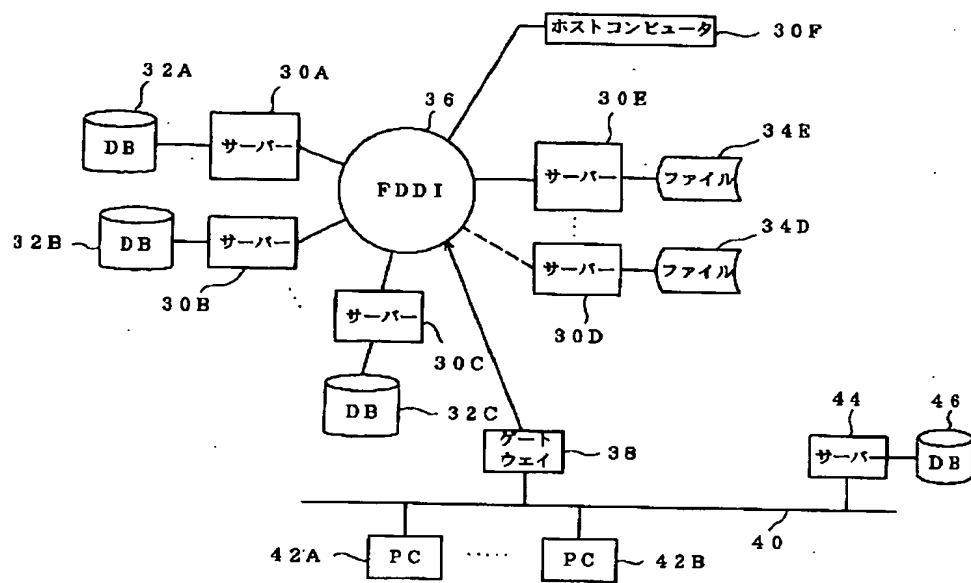 ホストコンピュータ
30F
32A
30A
36
30E
34E
DB
サーバー
FDDI
サーバー
ファイル
32B
DB
サーバー
34D
30B
サーバー
ファイル
サーバー
30D
30C
DB
32C
ゲート
ウェイ
38
44
46
サーバー
DB
40
42A
PC
PC
42B